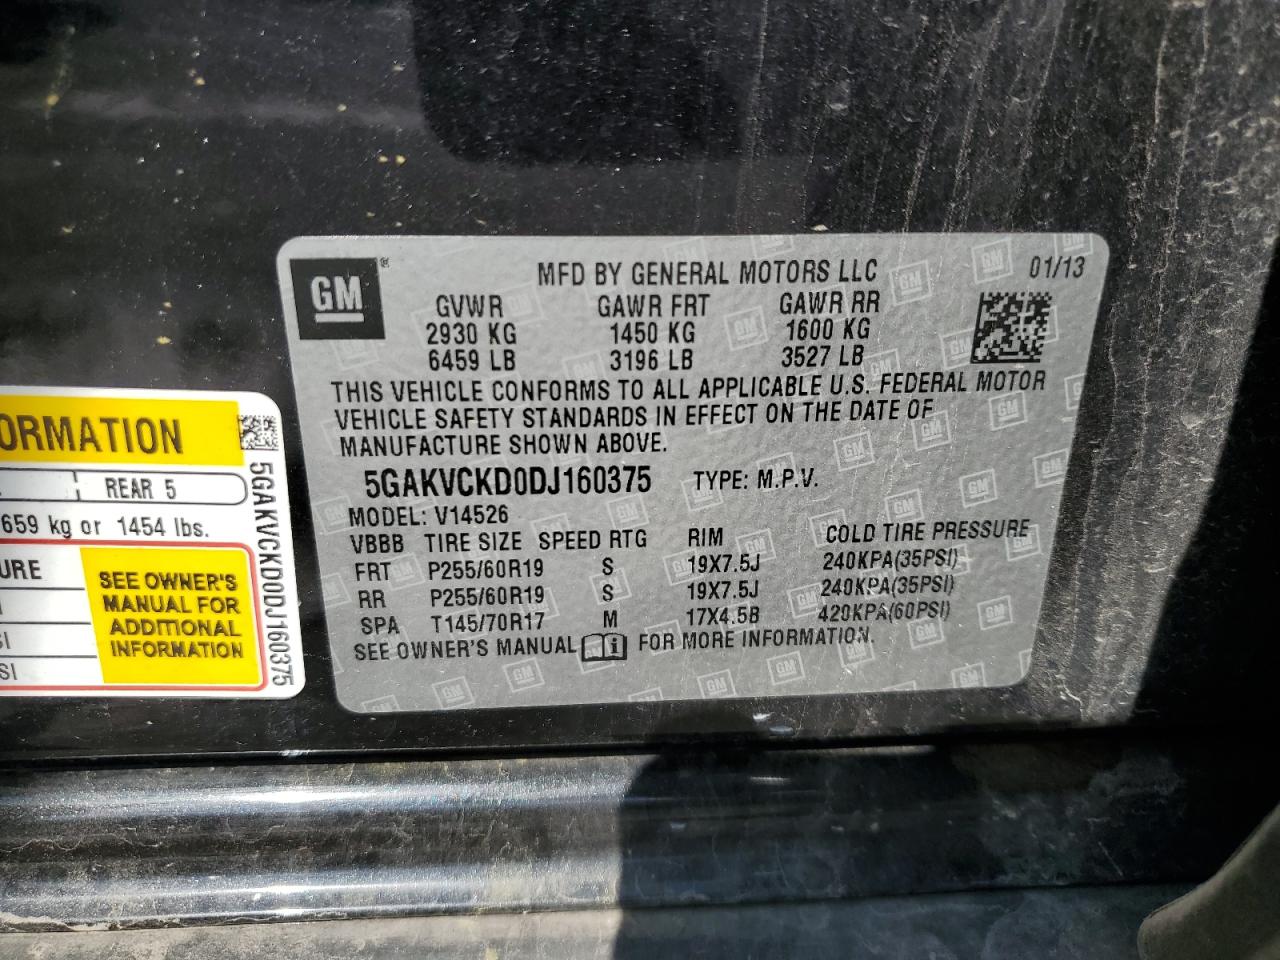 GM ®
MFD BY GENERAL MOTORS LLC 01/13
GVWR GAWR FRT GAWR RR
2930 KG 1450 KG 1600 KG
6459 LB 3196 LB 3527 LB
THIS VEHICLE CONFORMS TO ALL APPLICABLE U.S. FEDERAL MOTOR
VEHICLE SAFETY STANDARDS IN EFFECT ON THE DATE OF
MANUFACTURE SHOWN ABOVE.
5GAKVCKD0DJ160375 TYPE: M.P.V.
MODEL: V14526
VBBB TIRE SIZE SPEED RTG RIM COLD TIRE PRESSURE
FRT P255/60R19 S 19X7.5J 240KPA(35PSI)
RR P255/60R19 S 19X7.5J 240KPA(35PSI)
SPA T145/70R17 M 17X4.5B 420KPA(60PSI)
SEE OWNER'S MANUAL i FOR MORE INFORMATION.
ORMATION
REAR 5
659 kg or 1454 lbs.
URE
SI
SI
SEE OWNER'S
MANUAL FOR
ADDITIONAL
INFORMATION
5GAKVCKD0DJ160375